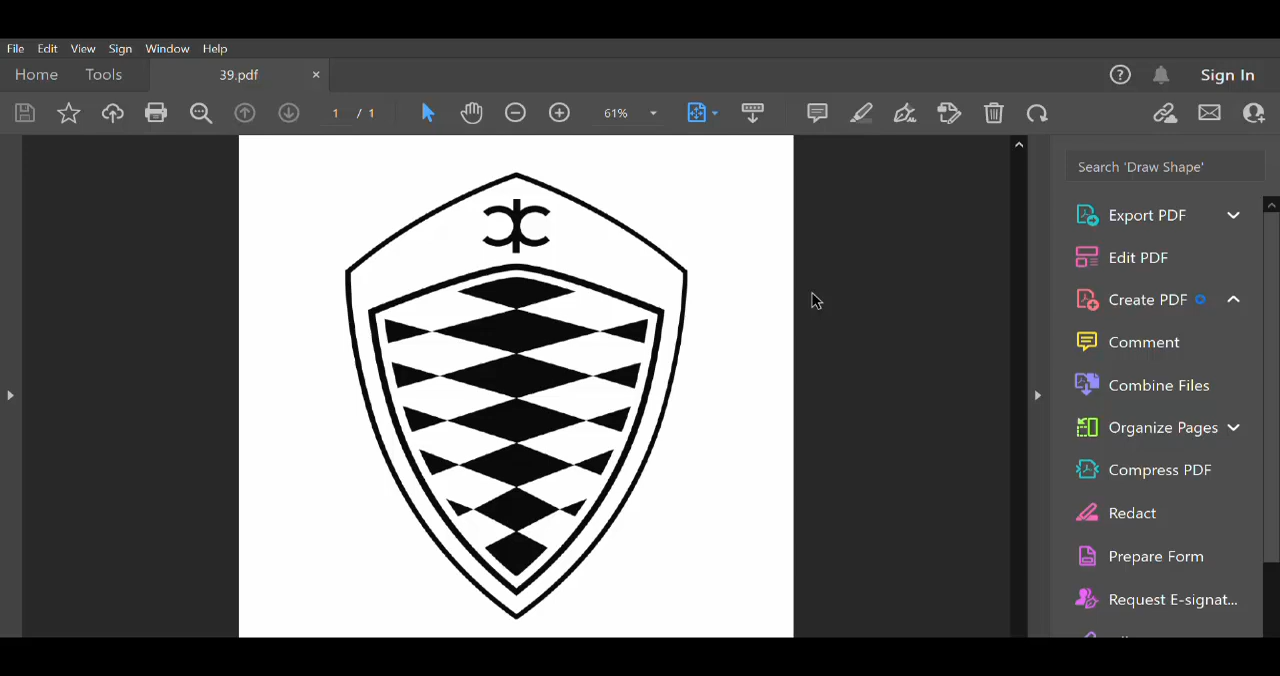 File Edit View Sign Window Help
Home Tools 39.pdf × Sign In
1 / 1 61%
Search 'Draw Shape'
Export PDF
Edit PDF
Create PDF
Comment
Combine Files
Organize Pages
Compress PDF
Redact
Prepare Form
Request E-signat...